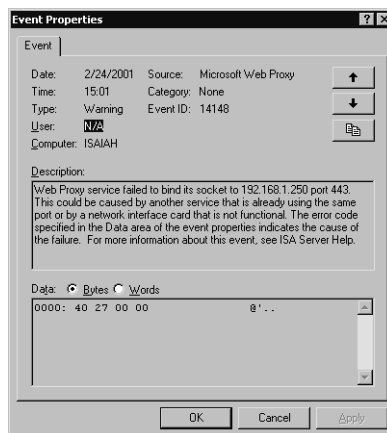 Event Properties
Event
Date: 2/24/2001 Source: Microsoft Web Proxy
Time: 15:01 Category: None
Type: Warning Event ID: 14148
User: N/A
Computer: ISAIAH
Description:
Web Proxy service failed to bind its socket to 192.168.1.250 port 443.
This could be caused by another service that is already using the same
port or by a network interface card that is not functional. The error code
specified in the Data area of the event properties indicates the cause of
the failure. For more information about this event, see ISA Server Help.
Data: Bytes Words
0000: 40 27 00 00 @'..
OK Cancel Apply